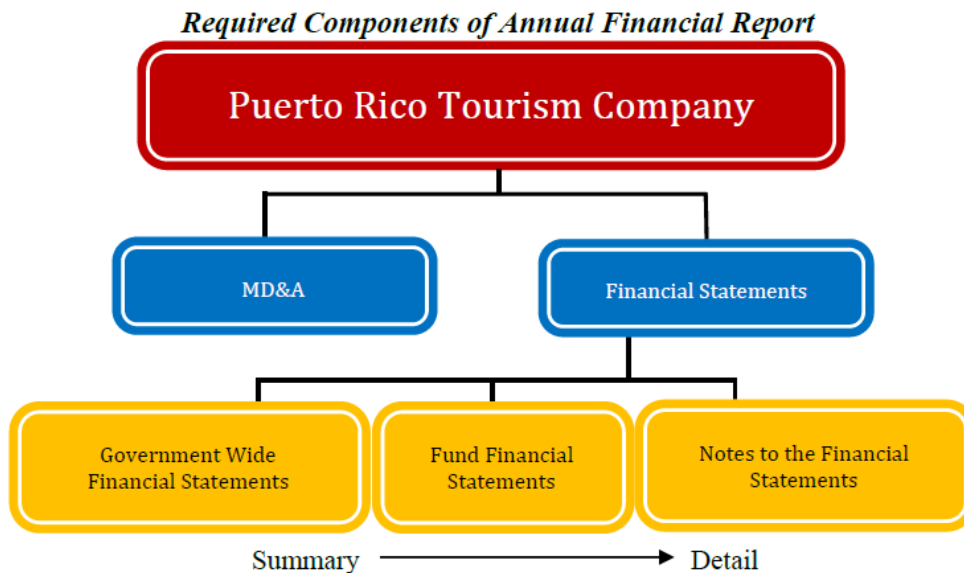 Required Components of Annual Financial Report
Puerto Rico Tourism Company
MD&A
Financial Statements
Government Wide
Financial Statements
Fund Financial
Statements
Notes to the Financial
Statements
Summary
Detail